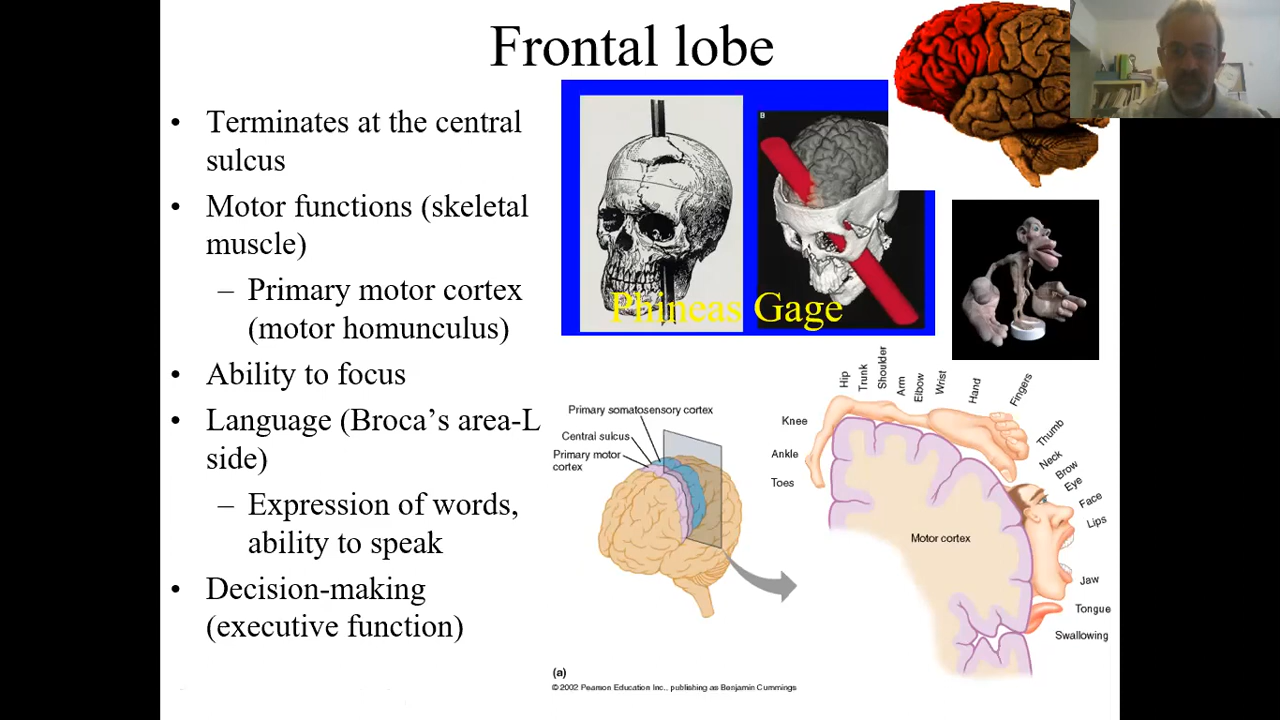 Frontal lobe
• Terminates at the central
sulcus
• Motor functions (skeletal
muscle)
– Primary motor cortex
(motor homunculus)
• Ability to focus
• Language (Broca’s area-L
side)
– Expression of words,
ability to speak
• Decision-making
(executive function)
B
Phineas Gage
Primary somatosensory cortex
Central sulcus
Primary motor
cortex
Toes
Ankle
Knee
Hip
Trunk
Shoulder
Arm
Elbow
Wrist
Hand
Fingers
Thumb
Neck
Brow
Eye
Face
Lips
Jaw
Tongue
Swallowing
Motor cortex
(a)
© 2002 Pearson Education Inc., publishing as Benjamin Cummings